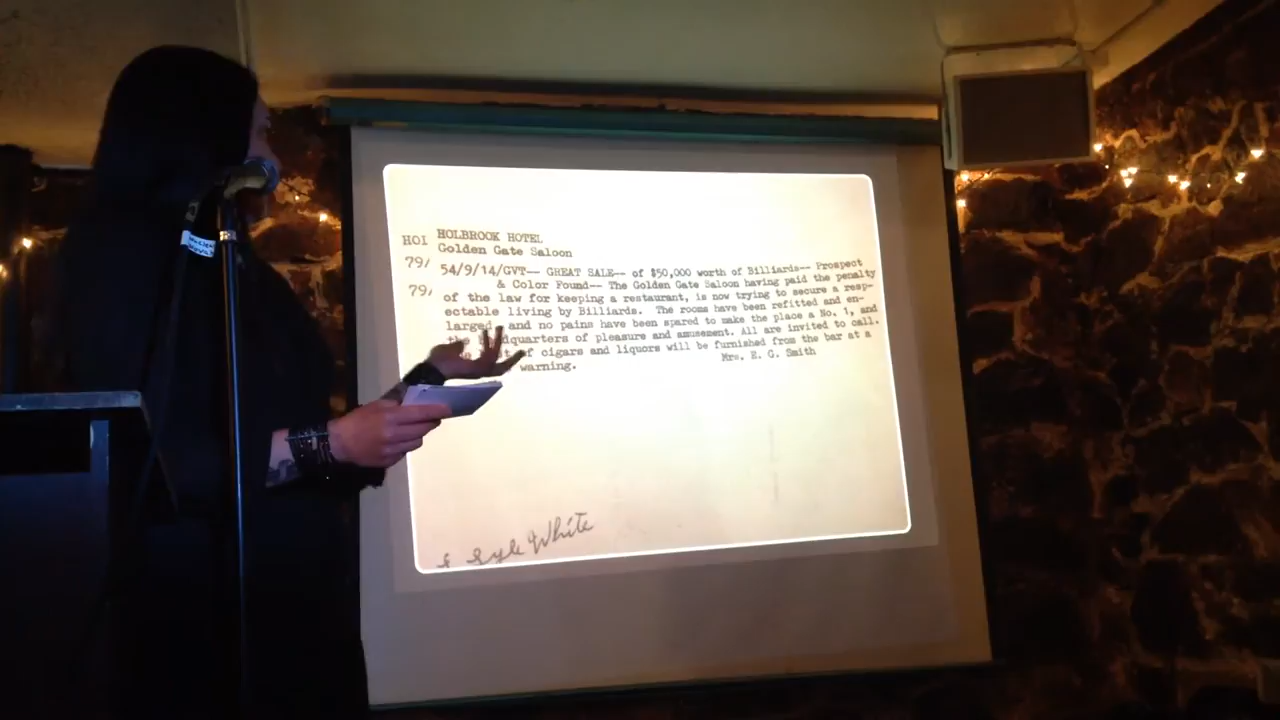 HOI HOLBROOK HOTEL
Golden Gate Saloon
79/ 54/9/14/GVT-- GREAT SALE-- of $50,000 worth of Billiards-- Prospect
& Color Found-- The Golden Gate Saloon having paid the penalty
79/ of the law for keeping a restaurant, is now trying to secure a resp-
ectable living by Billiards. The rooms have been refitted and en-
larged, and no pains have been spared to make the place a No. 1, and
the headquarters of pleasure and amusement. All are invited to call.
of cigars and liquors will be furnished from the bar at a
warning. Mrs. E. G. Smith
Lyle White